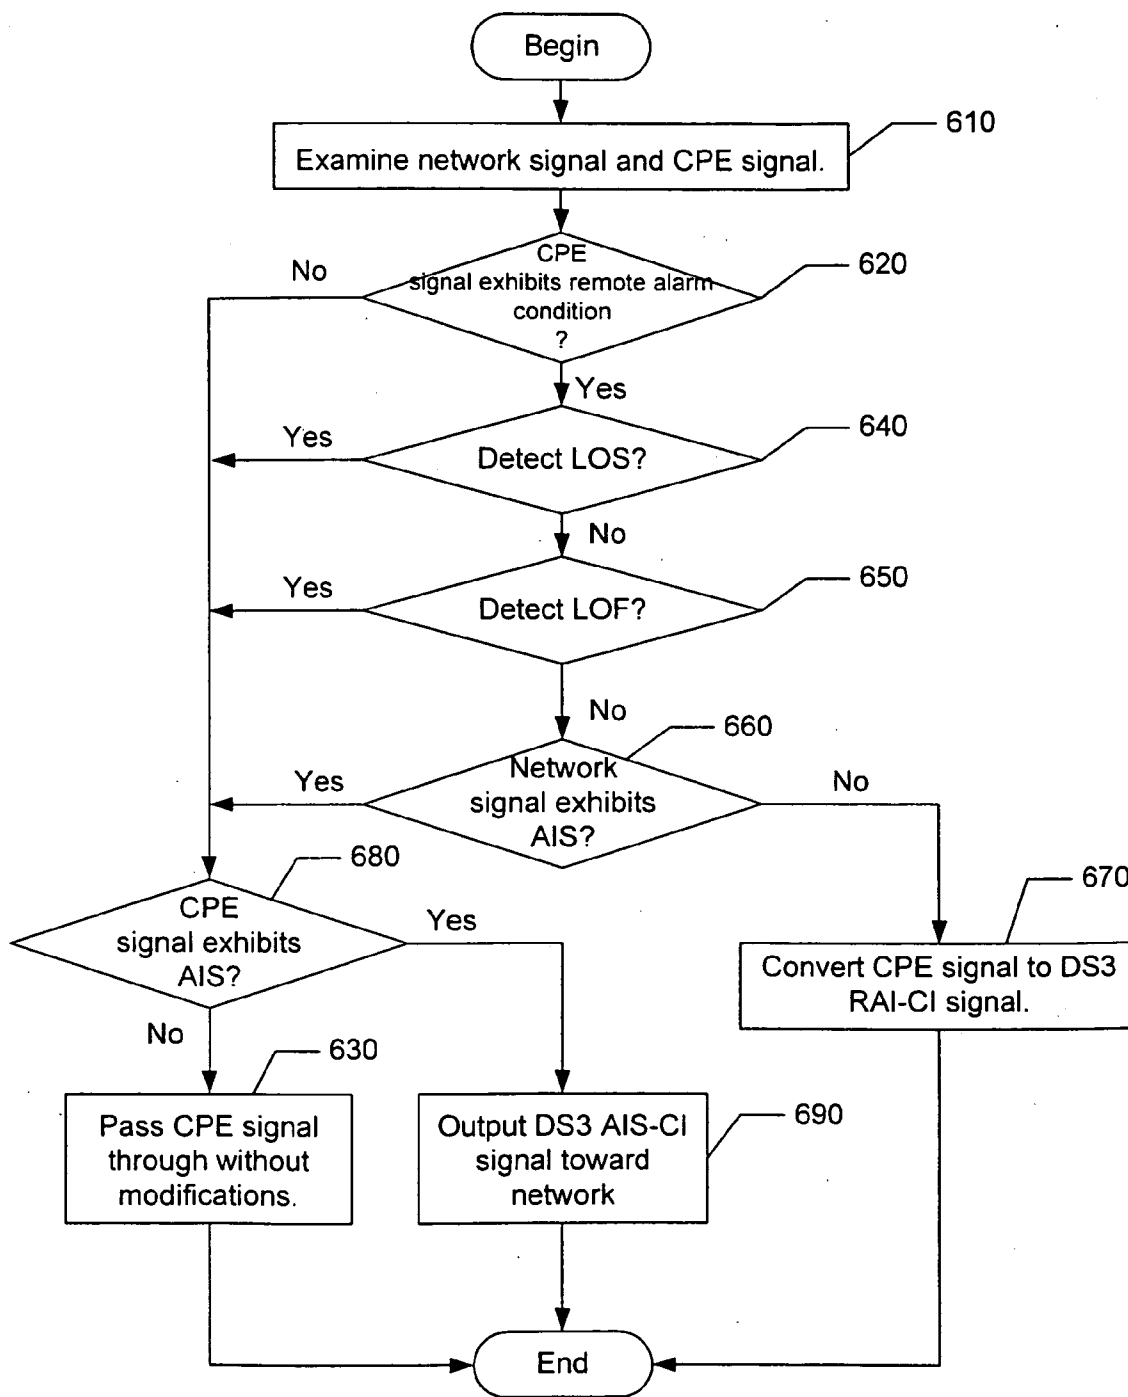 Begin
610
Examine network signal and CPE signal.
620
CPE
signal exhibits remote alarm
condition
?
No
Yes
640
Detect LOS?
Yes
No
650
Detect LOF?
Yes
No
660
Network
signal exhibits
AIS?
Yes
No
680
CPE
signal exhibits
AIS?
Yes
No
670
Convert CPE signal to DS3
RAI-CI signal.
630
Pass CPE signal
through without
modifications.
690
Output DS3 AIS-CI
signal toward
network
End